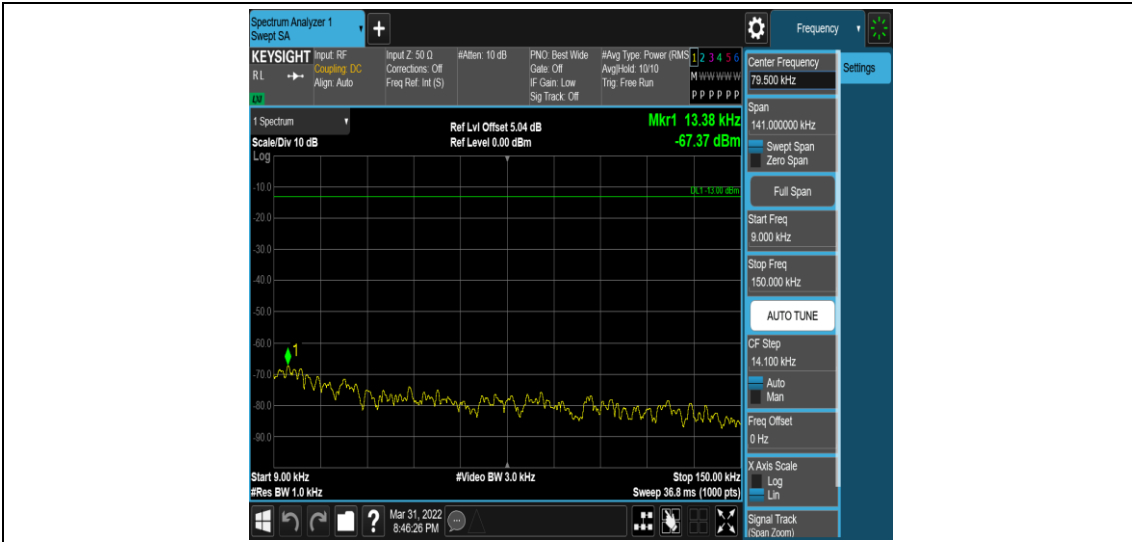 Spectrum Analyzer 1
Swept SA
+
Frequency
KEYSIGHT
R L
LXI
Input: RF
Coupling: DC
Align: Auto
Input Z: 50 Ω
Corrections: Off
Freq Ref: Int (S)
#Atten: 10 dB
PNO: Best Wide
Gate: Off
IF Gain: Low
Sig Track: Off
#Avg Type: Power (RMS
Avg|Hold: 10/10
Trig: Free Run
1 2 3 4 5 6
M W W W W W
P P P P P P
1 Spectrum
Scale/Div 10 dB
Log
Ref Lvl Offset 5.04 dB
Ref Level 0.00 dBm
Mkr1 13.38 kHz
-67.37 dBm
DL1 -13.00 dBm
-10.0
-20.0
-30.0
-40.0
-50.0
-60.0
-70.0
-80.0
-90.0
1
Start 9.00 kHz
#Res BW 1.0 kHz
#Video BW 3.0 kHz
Stop 150.00 kHz
Sweep 36.8 ms (1000 pts)
?
Mar 31, 2022
8:46:26 PM
Center Frequency
79.500 kHz
Settings
Span
141.000000 kHz
Swept Span
Zero Span
Full Span
Start Freq
9.000 kHz
Stop Freq
150.000 kHz
AUTO TUNE
CF Step
14.100 kHz
Auto
Man
Freq Offset
0 Hz
X Axis Scale
Log
Lin
Signal Track
(Span Zoom)